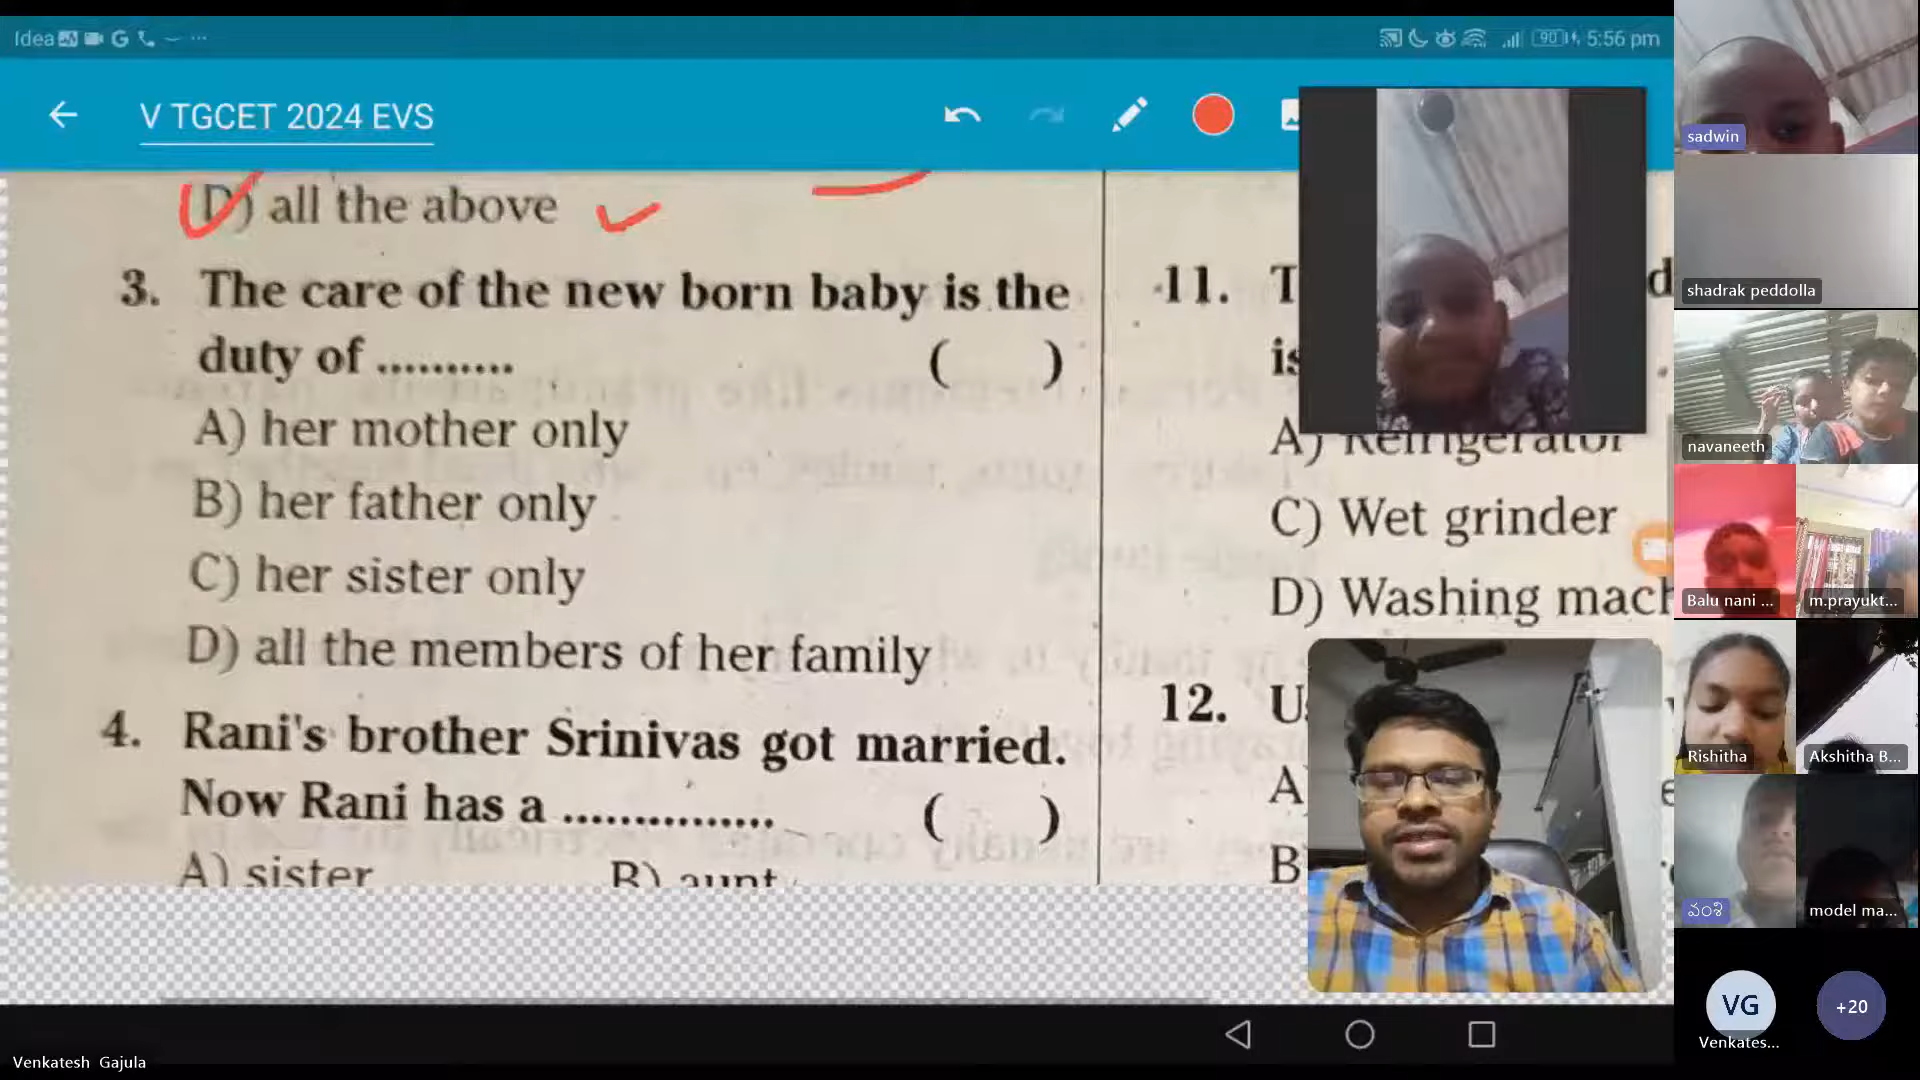 Idea
90
5:56 pm
V TGCET 2024 EVS
D) all the above
3. The care of the new born baby is the
duty of ..........
( )
A) her mother only
B) her father only
C) her sister only
D) all the members of her family
4. Rani's brother Srinivas got married.
Now Rani has a ...............
( )
A) sister
B) aunt
11. T
is
A) Refrigerator
C) Wet grinder
D) Washing mach
12. U
A
B
sadwin
shadrak peddolla
navaneeth
Balu nani ...
m.prayukt...
Rishitha
Akshitha B...
వంశి
model ma...
VG
+20
Venkates...
Venkatesh Gajula